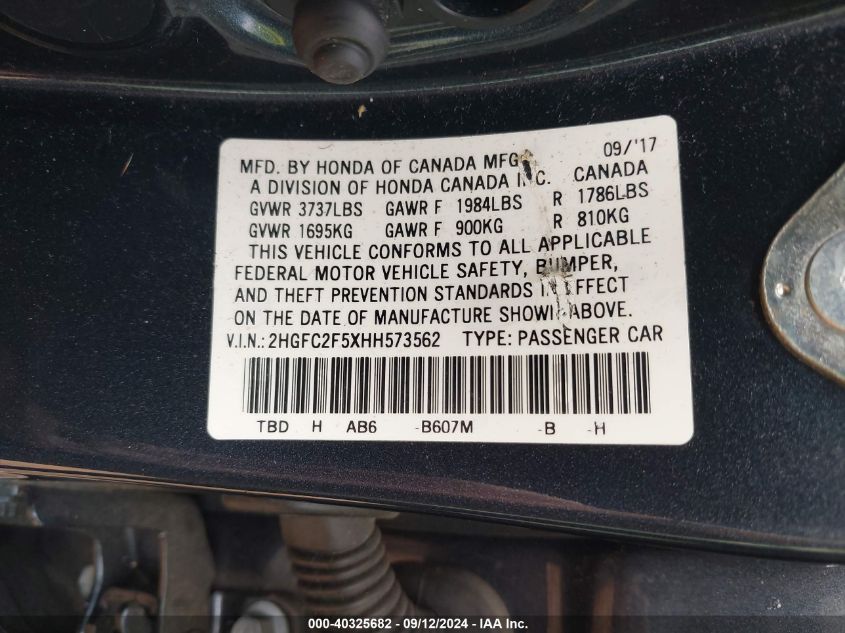 MFD. BY HONDA OF CANADA MFG. 09/'17
A DIVISION OF HONDA CANADA INC. CANADA
GVWR 3737LBS GAWR F 1984LBS R 1786LBS
GVWR 1695KG GAWR F 900KG R 810KG
THIS VEHICLE CONFORMS TO ALL APPLICABLE
FEDERAL MOTOR VEHICLE SAFETY, BUMPER,
AND THEFT PREVENTION STANDARDS IN EFFECT
ON THE DATE OF MANUFACTURE SHOWN ABOVE.
V.I.N.: 2HGFC2F5XHH573562 TYPE: PASSENGER CAR
TBD H AB6 -B607M -B -H
000-40325682 - 09/12/2024 - IAA Inc.